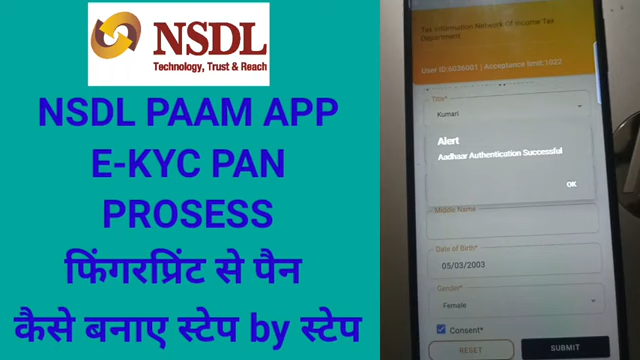 NSDL
Technology, Trust & Reach
NSDL PAAM APP
E-KYC PAN
PROSESS
फिंगरप्रिंट से पैन
कैसे बनाए स्टेप by स्टेप
Tax Information Network Of Income Tax
Department
User ID:6036001 | Acceptance limit:1022
Title*
Kumari
Alert
Aadhaar Authentication Successful
OK
Middle Name
Date of Birth*
05/03/2003
Gender*
Female
Consent*
RESET
SUBMIT